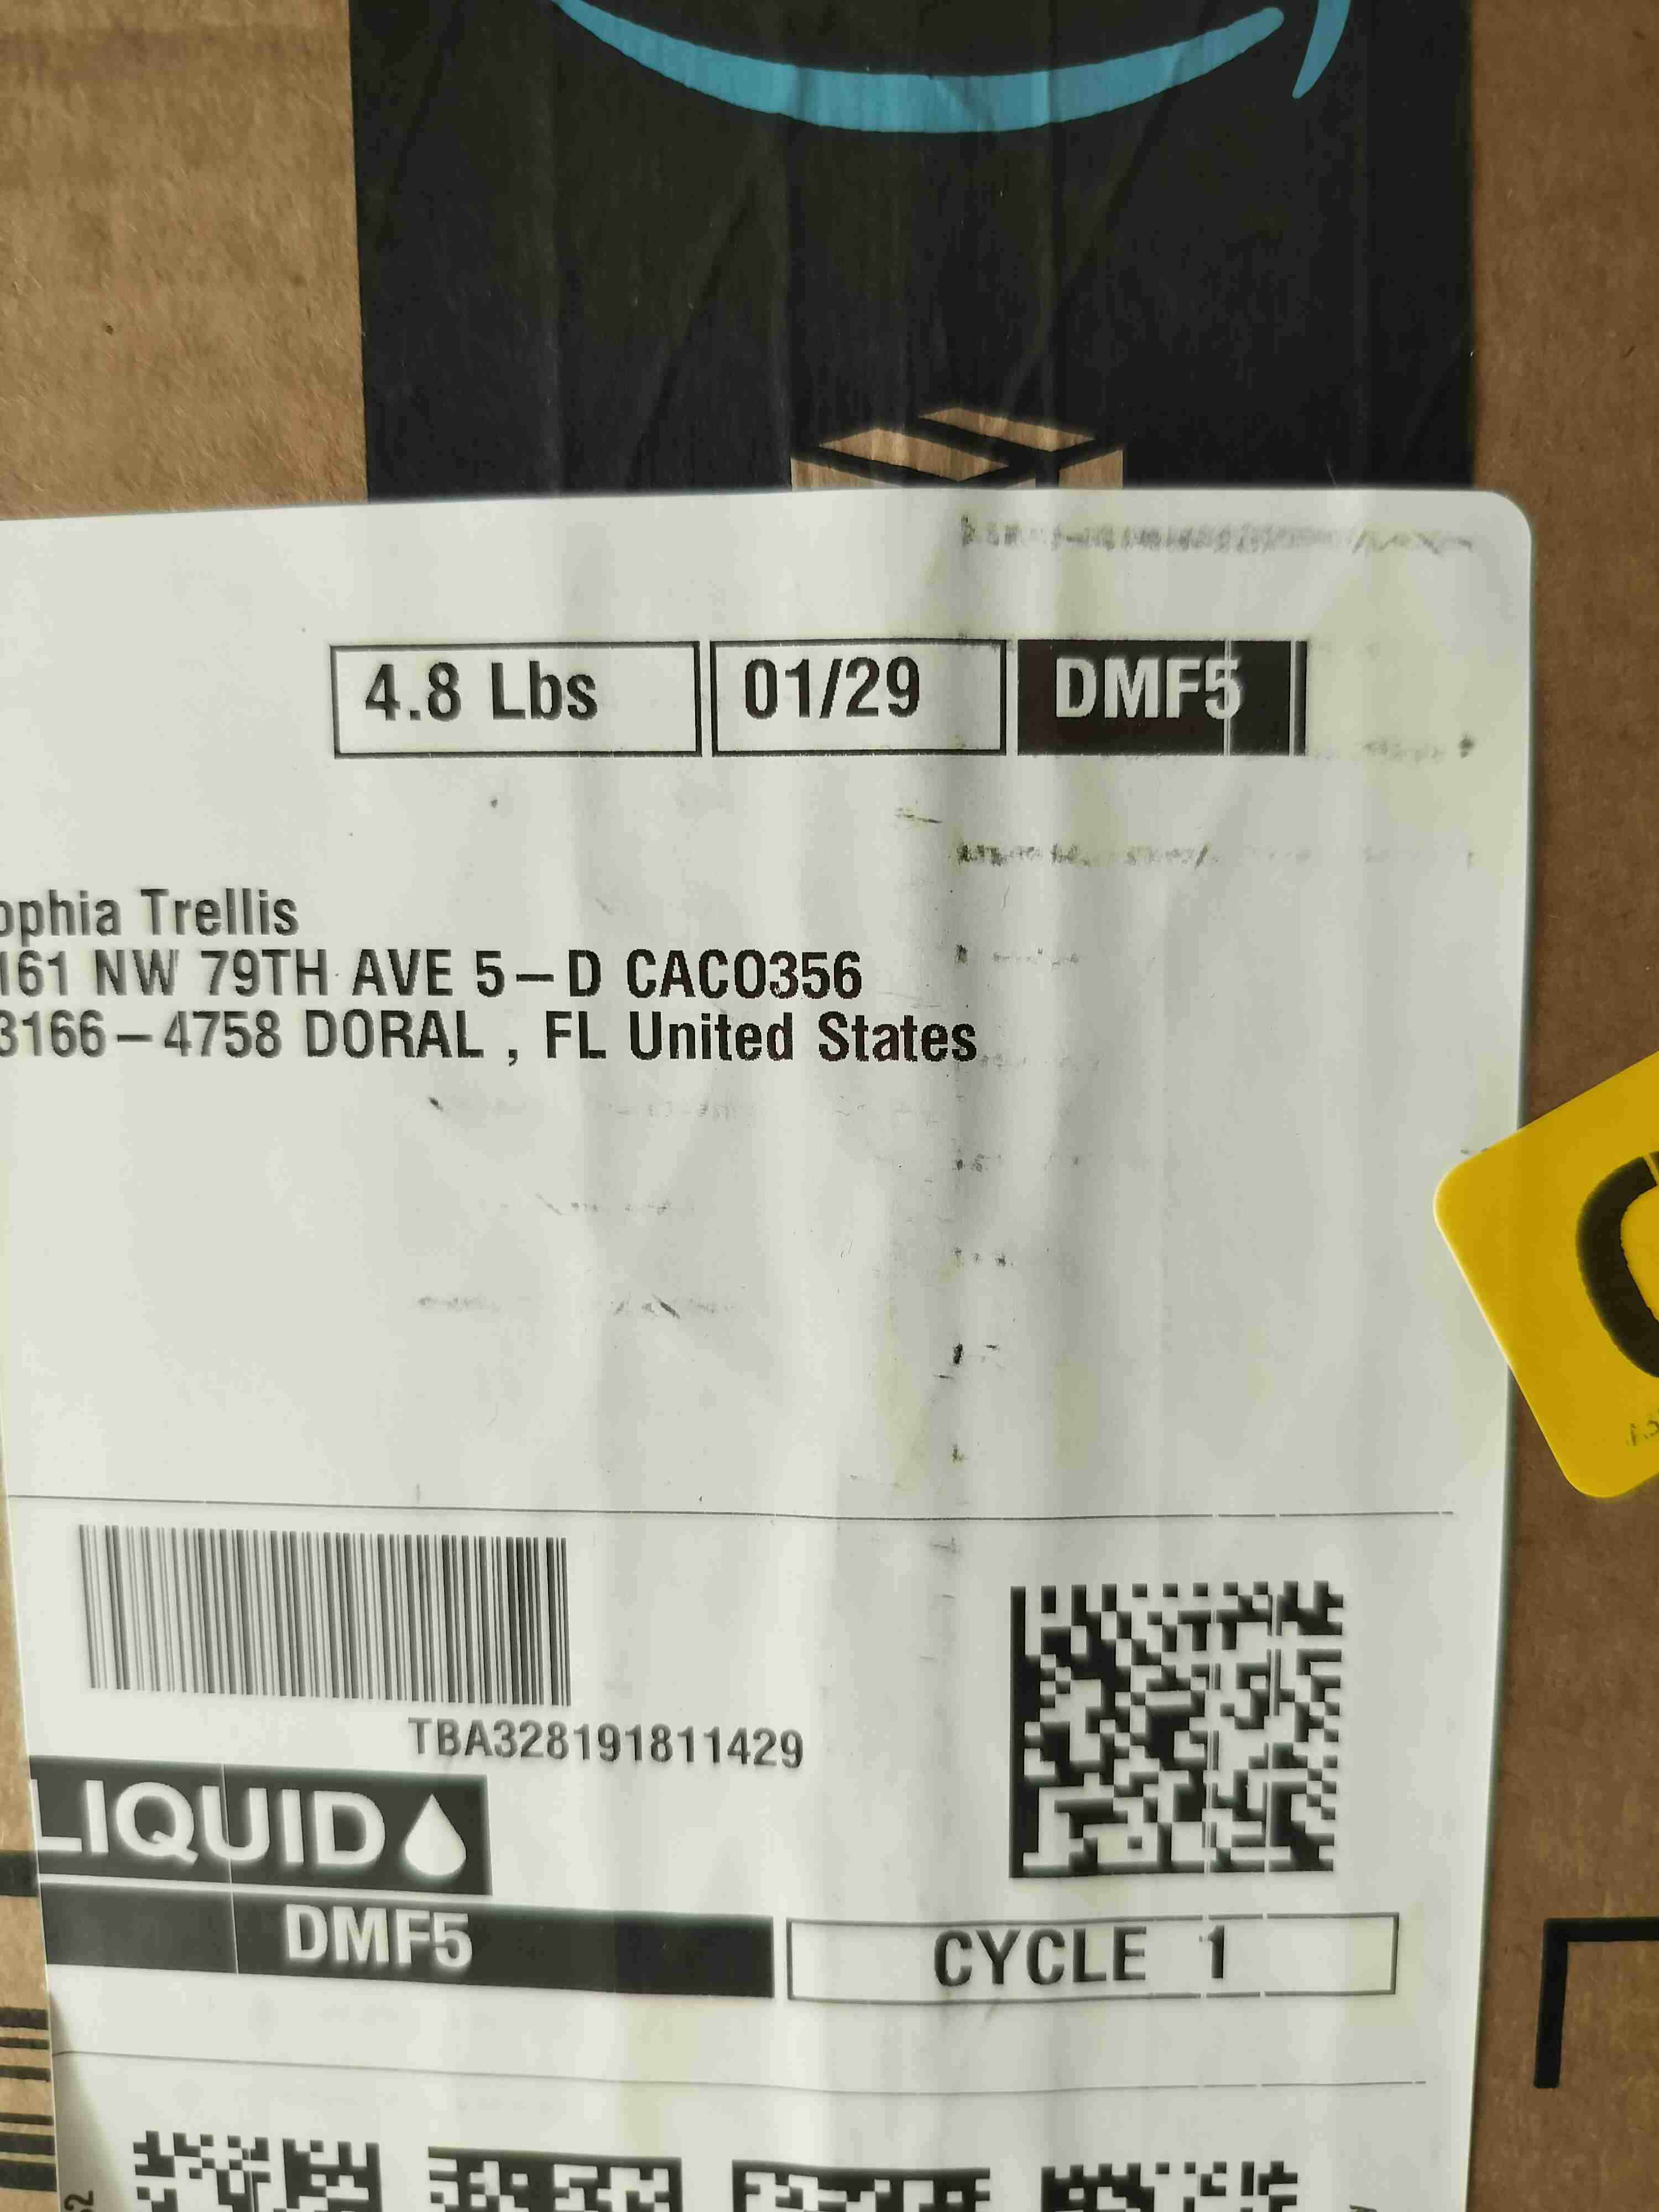 4.8 Lbs 01/29 DMF5
ophia Trellis
161 NW 79TH AVE 5-D CACO356
3166-4758 DORAL , FL United States
TBA328191811429
LIQUID
DMF5 CYCLE 1